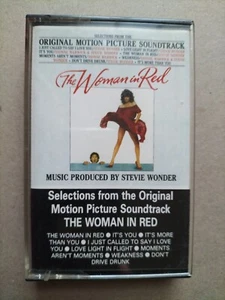 SELECTIONS FROM THE
ORIGINAL MOTION PICTURE SOUNDTRACK
The Woman in Red
MUSIC PRODUCED BY STEVIE WONDER
Selections from the Original
Motion Picture Soundtrack
THE WOMAN IN RED
THE WOMAN IN RED • IT'S YOU • IT'S MORE
THAN YOU • I JUST CALLED TO SAY I LOVE
YOU • LOVE LIGHT IN FLIGHT • MOMENTS
AREN'T MOMENTS • WEAKNESS • DON'T
DRIVE DRUNK